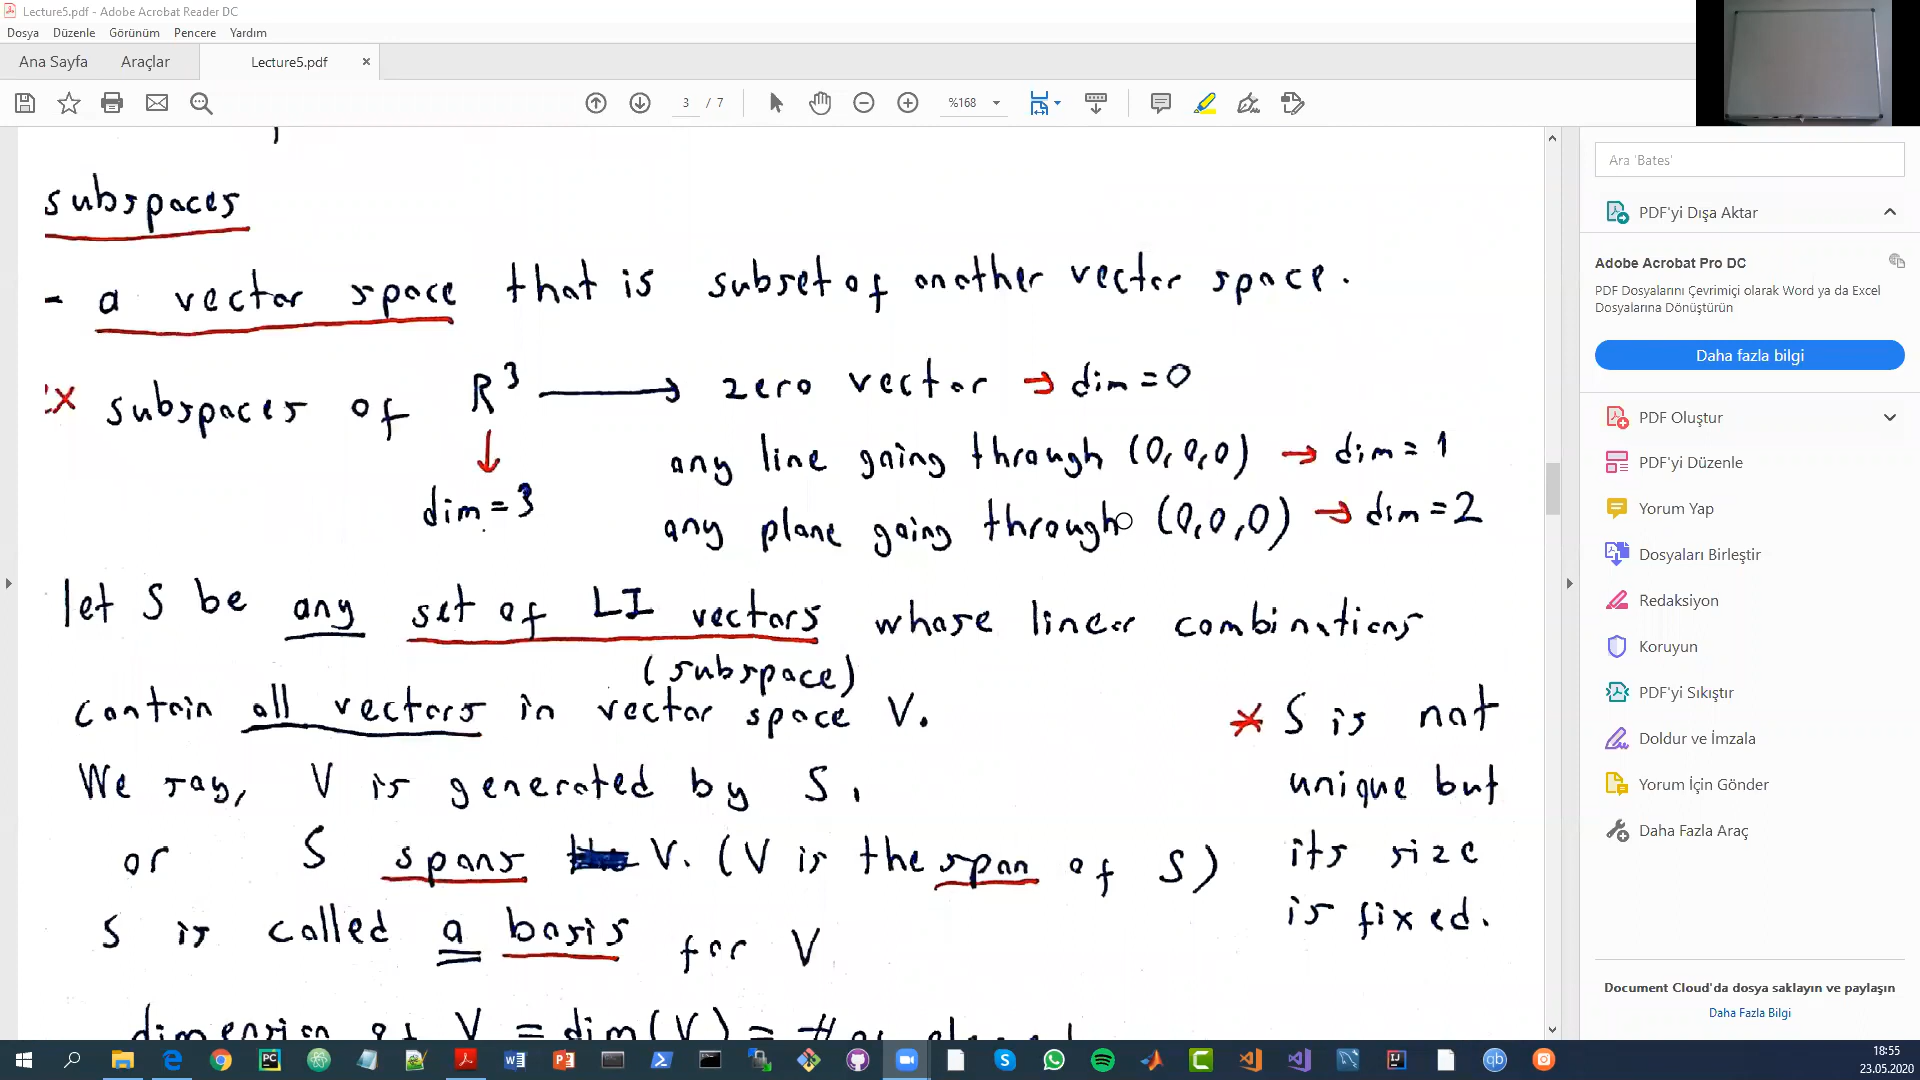 Lecture5.pdf - Adobe Acrobat Reader DC
Dosya Düzenle Görünüm Pencere Yardım
Ana Sayfa Araçlar Lecture5.pdf ×
3 / 7 %168
subspaces
- a vector space that is subset of another vector space.
x subspaces of R³ → zero vector → dim = 0
↓ any line going through (0,0,0) → dim = 1
dim = 3 any plane going through (0,0,0) → dim = 2
let S be any set of LI vectors whose linear combinations
(subspace)
contain all vectors in vector space V.
We say, V is generated by S.
or S spans V. (V is the span of S)
S is called a basis for V
* S is not
unique but
its size
is fixed.
dimension of V = dim(V) = # of
Ara 'Bates'
PDF'yi Dışa Aktar
Adobe Acrobat Pro DC
PDF Dosyalarını Çevrimiçi olarak Word ya da Excel
Dosyalarına Dönüştürün
Daha fazla bilgi
PDF Oluştur
PDF'yi Düzenle
Yorum Yap
Dosyaları Birleştir
Redaksiyon
Koruyun
PDF'yi Sıkıştır
Doldur ve İmzala
Yorum İçin Gönder
Daha Fazla Araç
Document Cloud'da dosya saklayın ve paylaşın
Daha Fazla Bilgi
18:55
23.05.2020